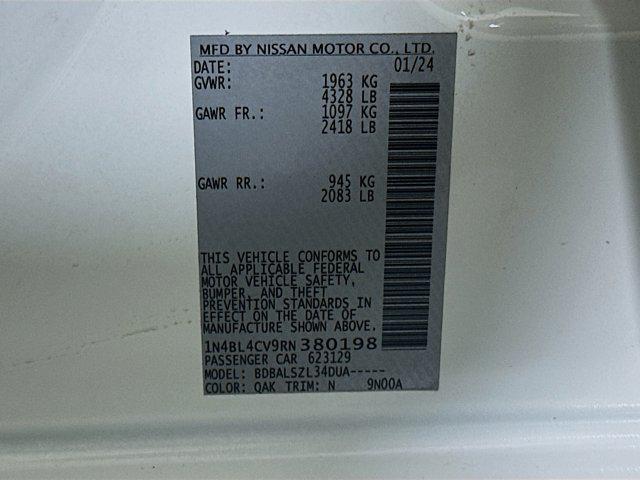 MFD BY NISSAN MOTOR CO., LTD.
DATE: 01/24
GVWR: 1963 KG
4328 LB
GAWR FR.: 1097 KG
2418 LB
GAWR RR.: 945 KG
2083 LB
THIS VEHICLE CONFORMS TO
ALL APPLICABLE FEDERAL
MOTOR VEHICLE SAFETY,
BUMPER, AND THEFT
PREVENTION STANDARDS IN
EFFECT ON THE DATE OF
MANUFACTURE SHOWN ABOVE.
1N4BL4CV9RN380198
PASSENGER CAR 623129
MODEL: BDBALSZL34DUA-----
COLOR: QAK TRIM: N 9N00A